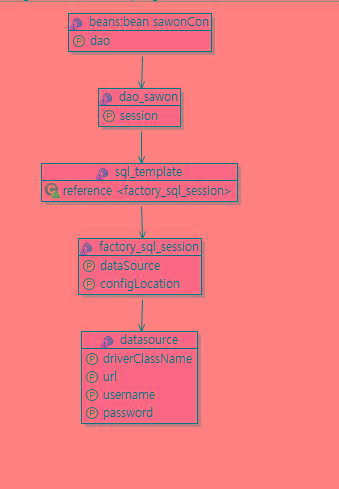 beans:bean sawonCon
dao
dao_sawon
session
sql_template
reference <factory_sql_session>
factory_sql_session
dataSource
configLocation
datasource
driverClassName
url
username
password